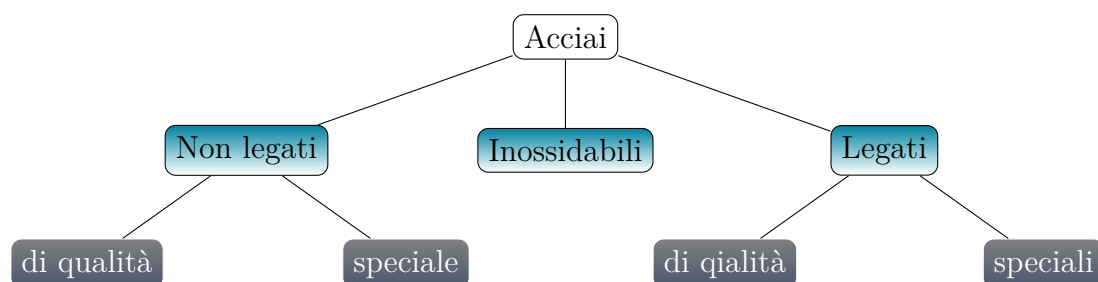 Acciai
Non legati
Inossidabili
Legati
di qualità
speciale
di qialità
speciali